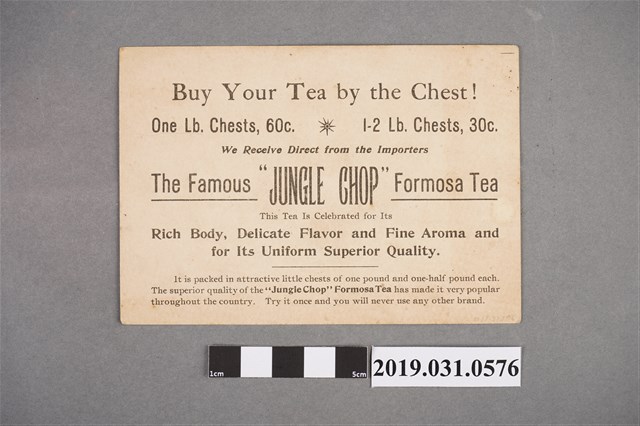 Buy Your Tea by the Chest!
One Lb. Chests, 60c. 1-2 Lb. Chests, 30c.
We Receive Direct from the Importers
The Famous "JUNGLE CHOP" Formosa Tea
This Tea Is Celebrated for Its
Rich Body, Delicate Flavor and Fine Aroma and
for Its Uniform Superior Quality.
It is packed in attractive little chests of one pound and one-half pound each.
The superior quality of the "Jungle Chop" Formosa Tea has made it very popular
throughout the country. Try it once and you will never use any other brand.
1cm 5cm
2019.031.0576